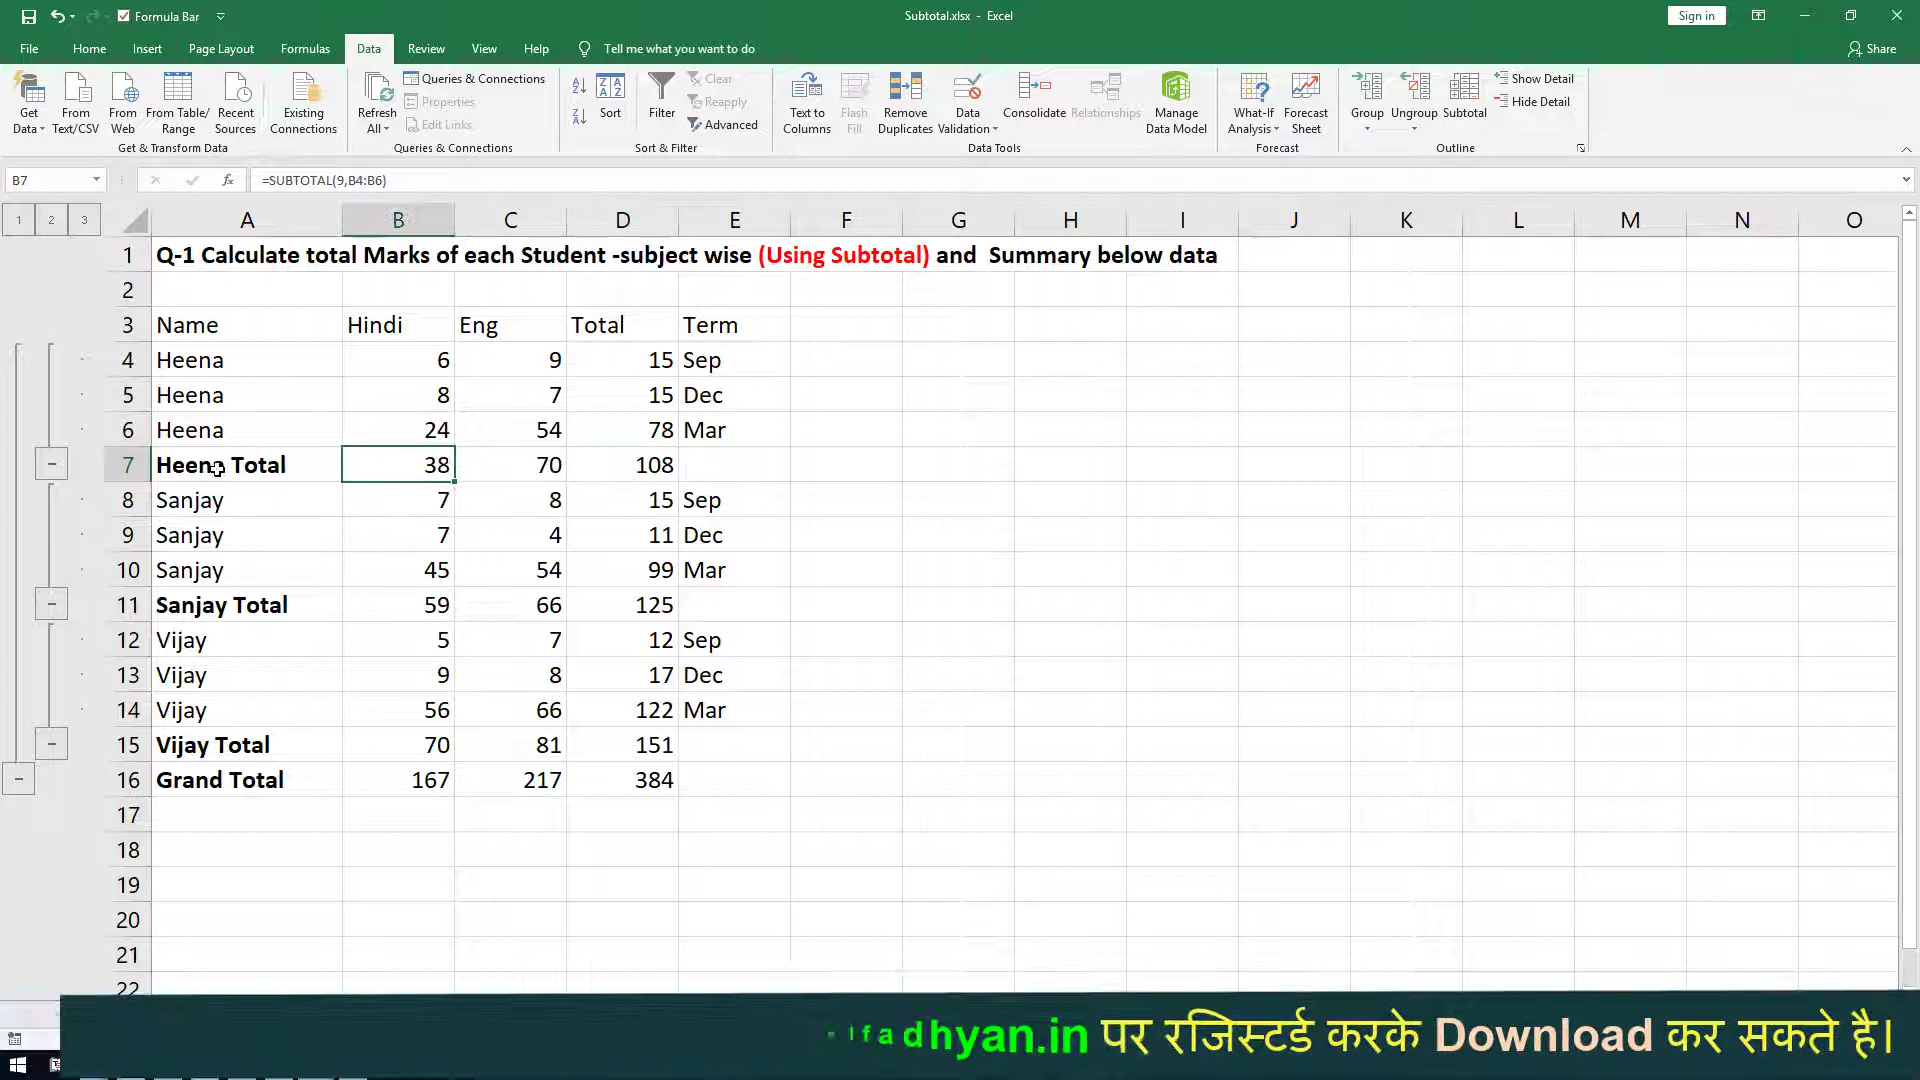 Formula Bar
Subtotal.xlsx - Excel
Sign in
File Home Insert Page Layout Formulas Data Review View Help Tell me what you want to do Share
Get Data
From Text/CSV
From Web
From Table/ Range
Recent Sources
Existing Connections
Get & Transform Data
Refresh All
Queries & Connections
Properties
Edit Links
Queries & Connections
Sort
Filter
Clear
Reapply
Advanced
Sort & Filter
Text to Columns
Flash Fill
Remove Duplicates
Data Validation
Consolidate
Relationships
Manage Data Model
Data Tools
What-If Analysis
Forecast Sheet
Forecast
Group
Ungroup
Subtotal
Show Detail
Hide Detail
Outline
B7 fx =SUBTOTAL(9,B4:B6)
1 2 3 A B C D E F G H I J K L M N O
1 Q-1 Calculate total Marks of each Student -subject wise (Using Subtotal) and Summary below data
2
3 Name Hindi Eng Total Term
4 Heena 6 9 15 Sep
5 Heena 8 7 15 Dec
6 Heena 24 54 78 Mar
7 Heena Total 38 70 108
8 Sanjay 7 8 15 Sep
9 Sanjay 7 4 11 Dec
10 Sanjay 45 54 99 Mar
11 Sanjay Total 59 66 125
12 Vijay 5 7 12 Sep
13 Vijay 9 8 17 Dec
14 Vijay 56 66 122 Mar
15 Vijay Total 70 81 151
16 Grand Total 167 217 384
17
18
19
20
21
22
lfadhyan.in पर रजिस्टर्ड करके Download कर सकते है।